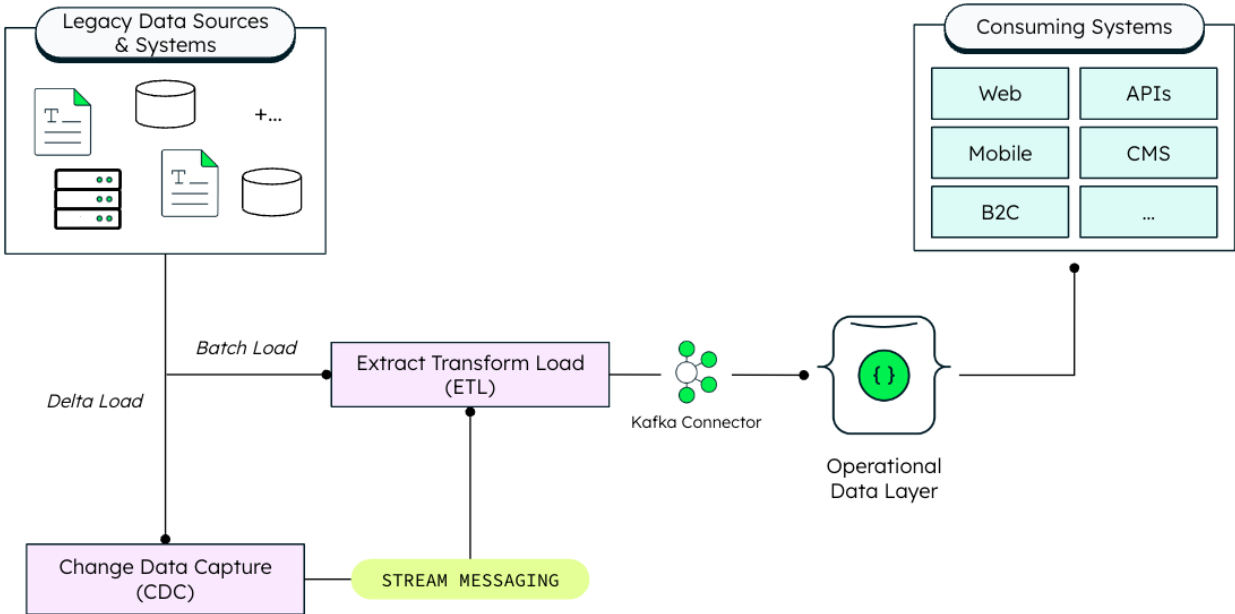 Legacy Data Sources
& Systems
T
+...
T
Consuming Systems
Web
APIs
Mobile
CMS
B2C
...
Batch Load
Delta Load
Extract Transform Load
(ETL)
Kafka Connector
{ }
Operational
Data Layer
Change Data Capture
(CDC)
STREAM MESSAGING